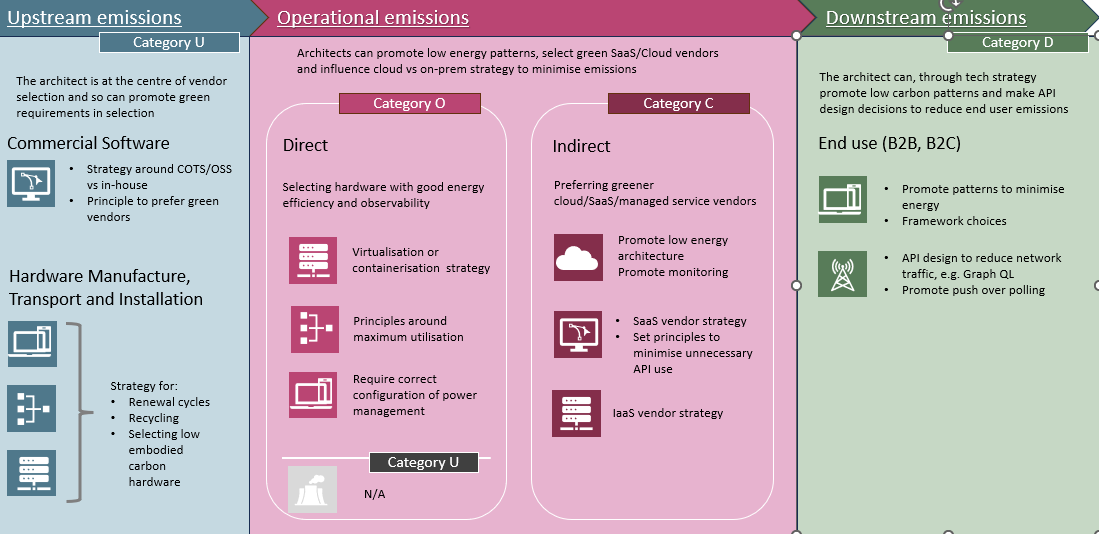 Upstream emissions
Category U
The architect is at the centre of vendor
selection and so can promote green
requirements in selection
Commercial Software
• Strategy around COTS/OSS
vs in-house
• Principle to prefer green
vendors
Hardware Manufacture,
Transport and Installation
Strategy for:
• Renewal cycles
• Recycling
• Selecting low
embodied
carbon
hardware
Operational emissions
Architects can promote low energy patterns, select green SaaS/Cloud vendors
and influence cloud vs on-prem strategy to minimise emissions
Category O
Direct
Selecting hardware with good energy
efficiency and observability
Virtualisation or
containerisation strategy
Principles around
maximum utilisation
Require correct
configuration of power
management
Category U
N/A
Category C
Indirect
Preferring greener
cloud/SaaS/managed service vendors
Promote low energy
architecture
Promote monitoring
• SaaS vendor strategy
• Set principles to
minimise unnecessary
API use
IaaS vendor strategy
Downstream emissions
Category D
The architect can, through tech strategy
promote low carbon patterns and make API
design decisions to reduce end user emissions
End use (B2B, B2C)
• Promote patterns to minimise
energy
• Framework choices
• API design to reduce network
traffic, e.g. Graph QL
• Promote push over polling